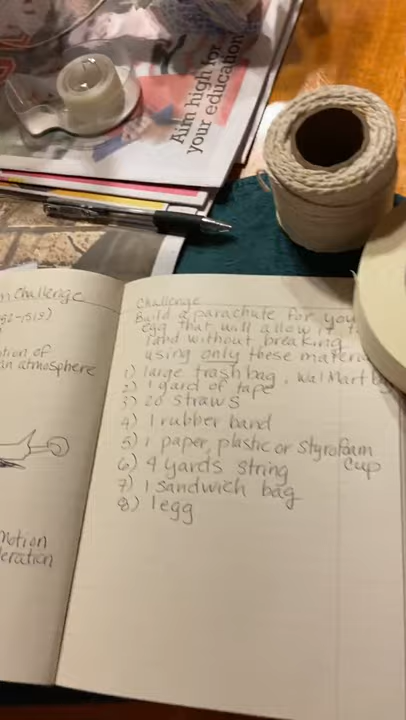 Aim high for
your education
n Challenge
-1519)
tion of
an atmosphere
Motion
leration
Challenge
Build a parachute for you
egg that will allow it t
land without breaking
using only these materia
1) large trash bag, walMart b
2) 1 yard of tape
3) 20 straws
4) 1 rubber band
5) 1 paper, plastic or styrofoam
cup
6) 4 yards string
7) 1 sandwich bag
8) 1 egg